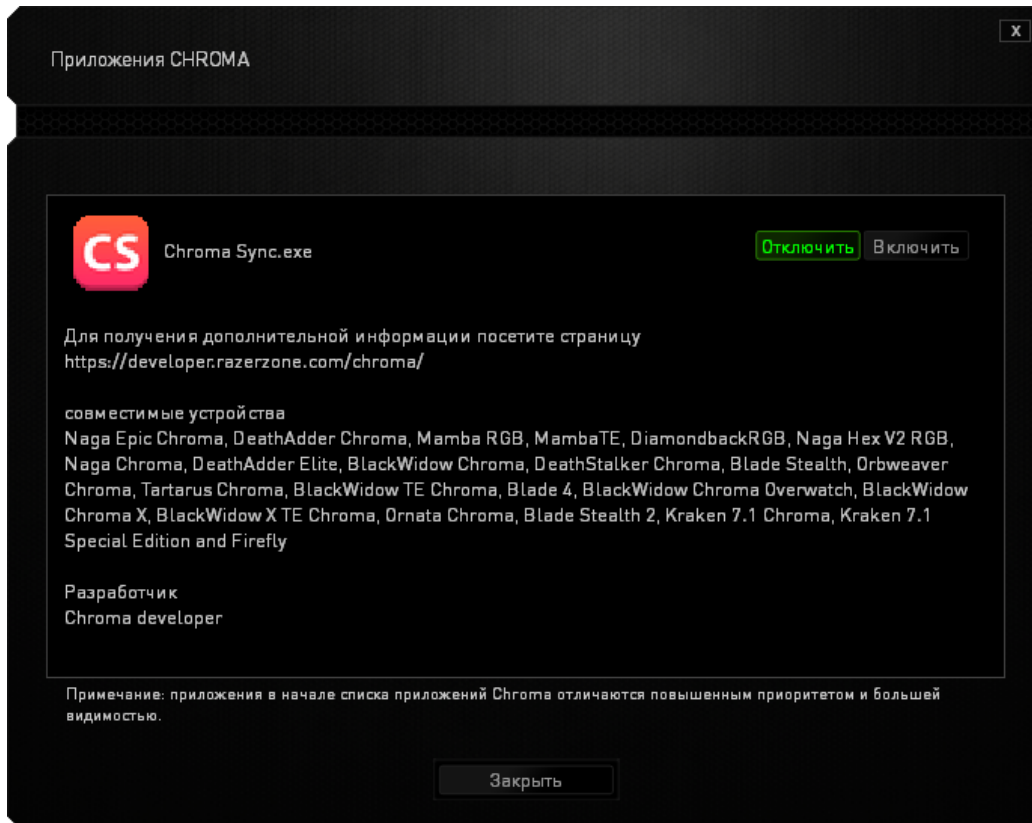 X
Приложения CHROMA
CS
Chroma Sync.exe
Отключить Включить
Для получения дополнительной информации посетите страницу
https://developer.razerzone.com/chroma/
совместимые устройства
Naga Epic Chroma, DeathAdder Chroma, Mamba RGB, MambaTE, DiamondbackRGB, Naga Hex V2 RGB,
Naga Chroma, DeathAdder Elite, BlackWidow Chroma, DeathStalker Chroma, Blade Stealth, Orbweaver
Chroma, Tartarus Chroma, BlackWidow TE Chroma, Blade 4, BlackWidow Chroma Overwatch, BlackWidow
Chroma X, BlackWidow X TE Chroma, Ornata Chroma, Blade Stealth 2, Kraken 7.1 Chroma, Kraken 7.1
Special Edition and Firefly
Разработчик
Chroma developer
Примечание: приложения в начале списка приложений Chroma отличаются повышенным приоритетом и большей
видимостью.
Закрыть